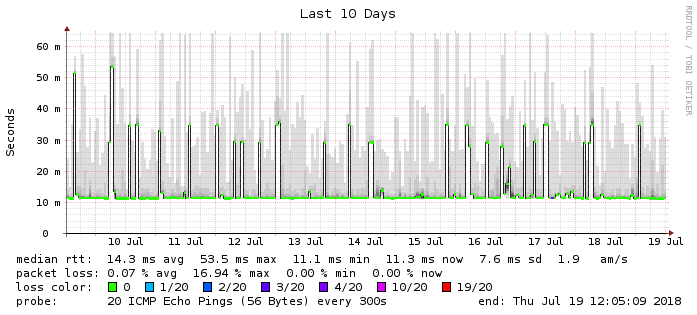 Last 10 Days
RRDTOOL / TOBI OETIKER
Seconds
60 m
50 m
40 m
30 m
20 m
10 m
0
10 Jul 11 Jul 12 Jul 13 Jul 14 Jul 15 Jul 16 Jul 17 Jul 18 Jul 19 Jul
median rtt: 14.3 ms avg 53.5 ms max 11.1 ms min 11.3 ms now 7.6 ms sd 1.9 am/s
packet loss: 0.07 % avg 16.94 % max 0.00 % min 0.00 % now
loss color: 0 1/20 2/20 3/20 4/20 10/20 19/20
probe: 20 ICMP Echo Pings (56 Bytes) every 300s end: Thu Jul 19 12:05:09 2018